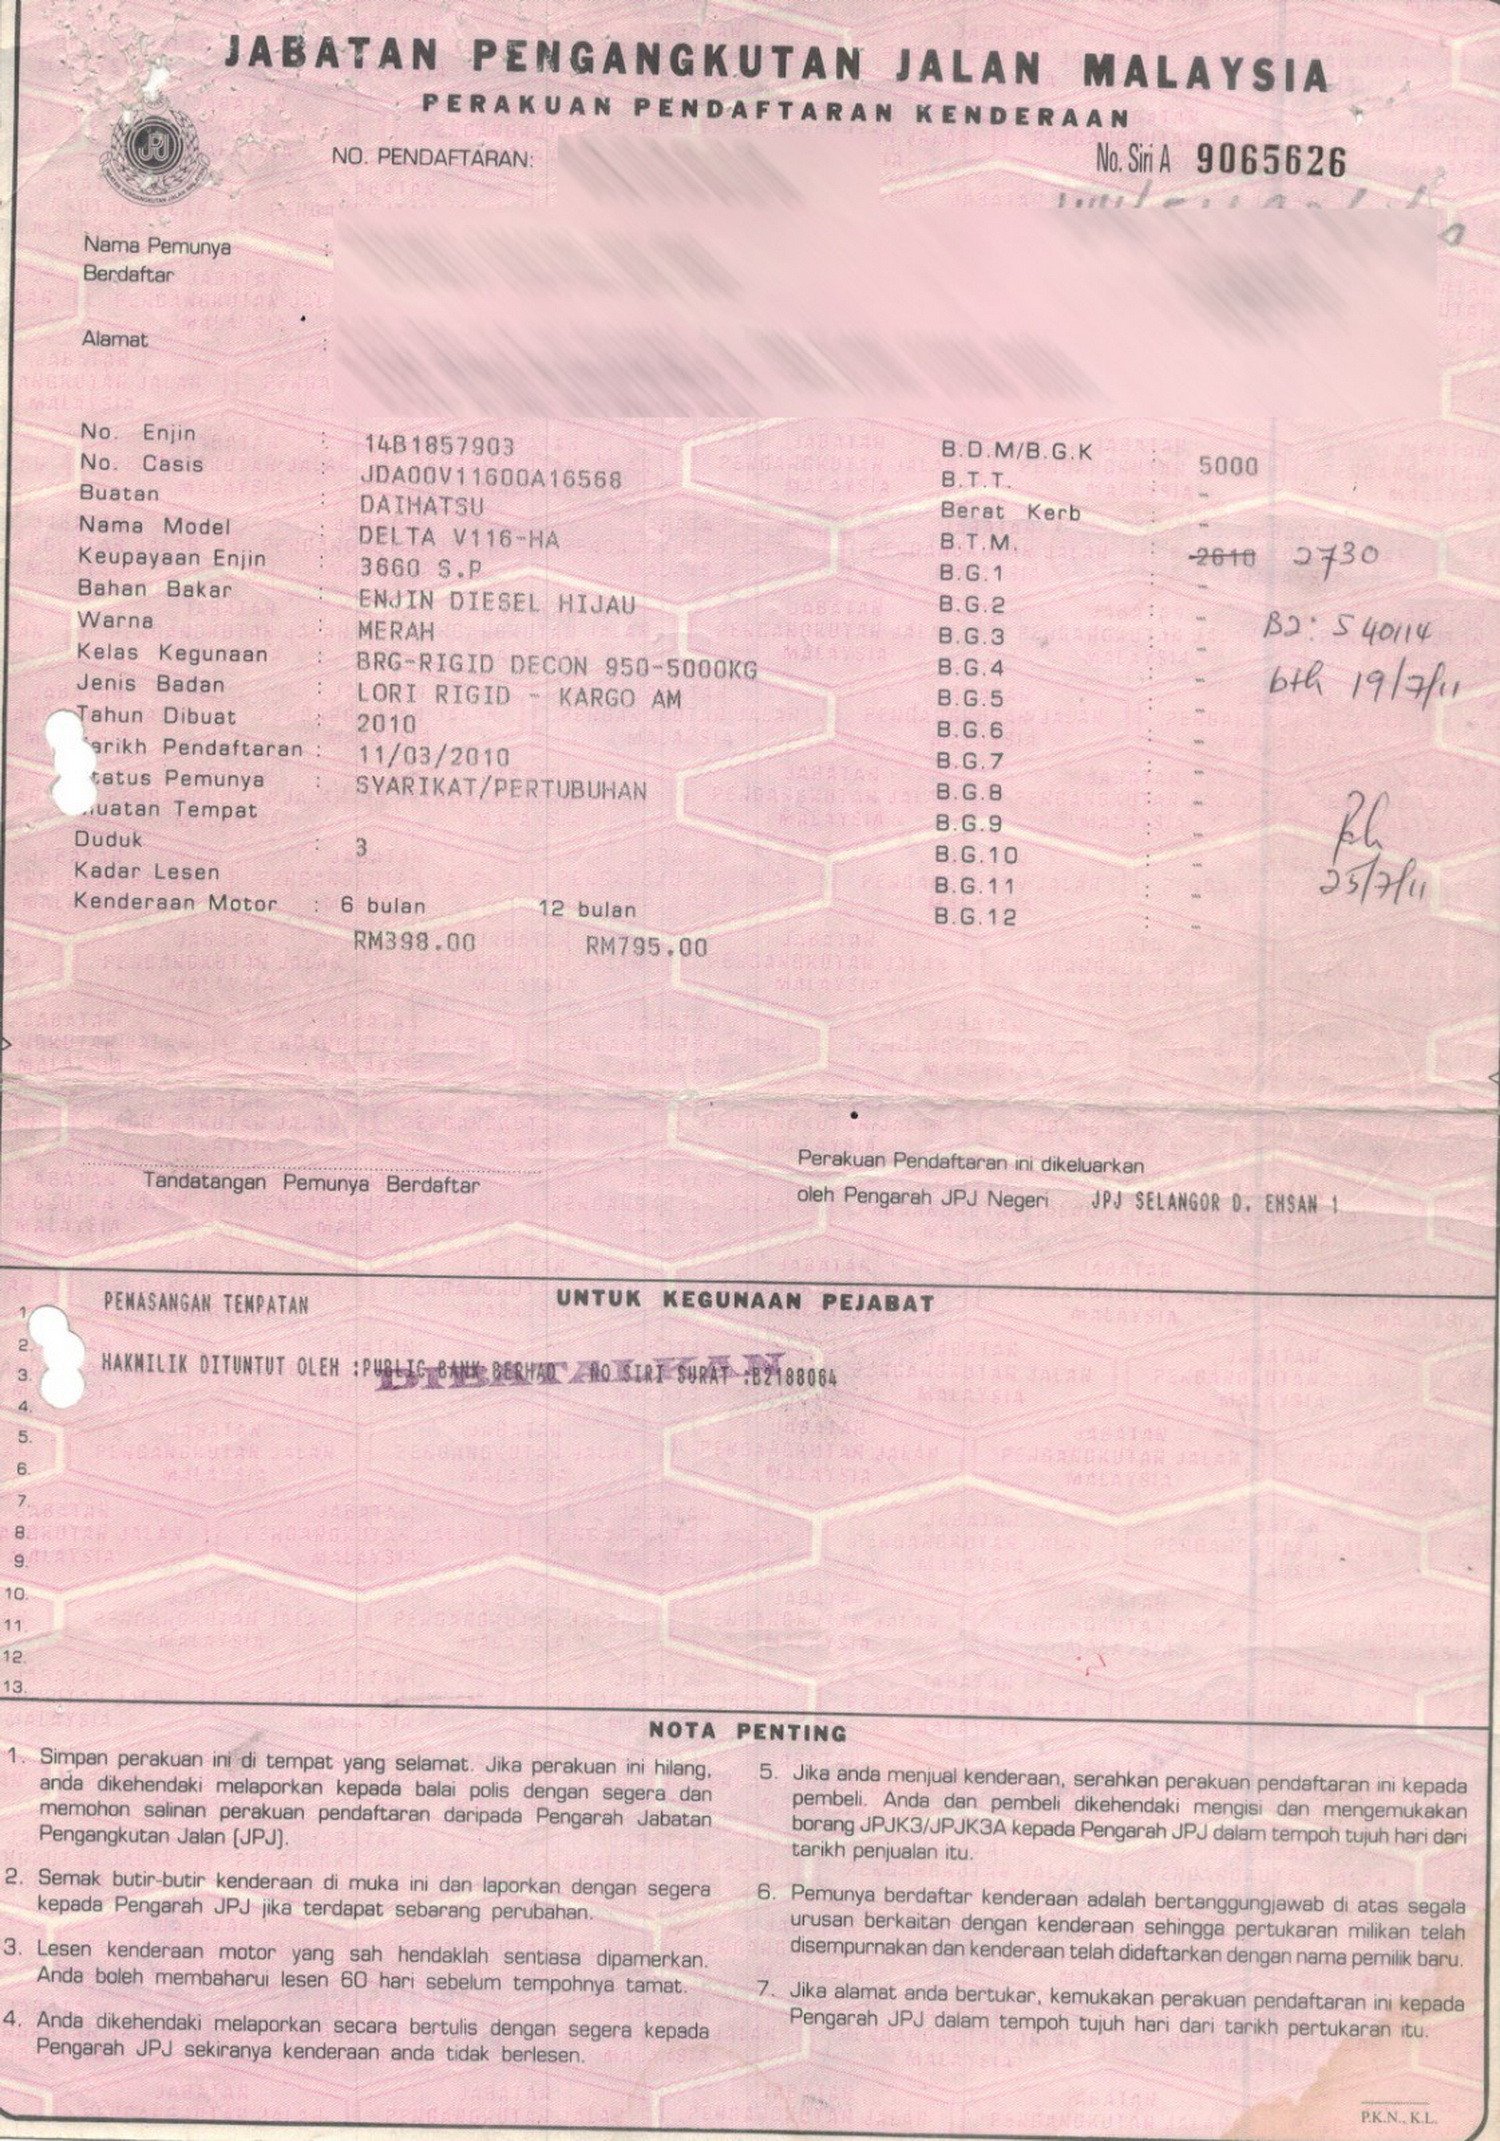 JABATAN PENGANGKUTAN JALAN MALAYSIA
PERAKUAN PENDAFTARAN KENDERAAN
NO. PENDAFTARAN:
No. Siri A 9065626
Nama Pemunya :
Berdaftar
Alamat :
No. Enjin : 14B1857903
No. Casis : JDA00V11600A16568
Buatan : DAIHATSU
Nama Model : DELTA V116-HA
Keupayaan Enjin : 3660 S.P
Bahan Bakar : ENJIN DIESEL HIJAU
Warna : MERAH
Kelas Kegunaan : BRG-RIGID DECON 950-5000KG
Jenis Badan : LORI RIGID - KARGO AM
Tahun Dibuat : 2010
arikh Pendaftaran : 11/03/2010
tatus Pemunya : SYARIKAT/PERTUBUHAN
uatan Tempat
Duduk : 3
Kadar Lesen
Kenderaan Motor : 6 bulan 12 bulan
RM398.00 RM795.00
B.D.M/B.G.K : 5000
B.T.T. : -
Berat Kerb : -
B.T.M. : 2610 2730
B.G.1 : -
B.G.2 : -
B.G.3 : -
B.G.4 : -
B.G.5 : -
B.G.6 : -
B.G.7 : -
B.G.8 : -
B.G.9 : -
B.G.10 : -
B.G.11 : -
B.G.12 : -
BJ: S 40114
bth 19/7/11
25/7/11
Tandatangan Pemunya Berdaftar
Perakuan Pendaftaran ini dikeluarkan
oleh Pengarah JPJ Negeri JPJ SELANGOR D. EHSAN 1
UNTUK KEGUNAAN PEJABAT
1. PEMASANGAN TEMPATAN
2.
3. HAKMILIK DITUNTUT OLEH :PUBLIC BANK BERHAD NO SIRI SURAT :B2188064
DIBATALKAN
4.
5.
6.
7.
8.
9.
10.
11.
12.
13.
NOTA PENTING
1. Simpan perakuan ini di tempat yang selamat. Jika perakuan ini hilang,
anda dikehendaki melaporkan kepada balai polis dengan segera dan
memohon salinan perakuan pendaftaran daripada Pengarah Jabatan
Pengangkutan Jalan (JPJ).
2. Semak butir-butir kenderaan di muka ini dan laporkan dengan segera
kepada Pengarah JPJ jika terdapat sebarang perubahan.
3. Lesen kenderaan motor yang sah hendaklah sentiasa dipamerkan.
Anda boleh membaharui lesen 60 hari sebelum tempohnya tamat.
4. Anda dikehendaki melaporkan secara bertulis dengan segera kepada
Pengarah JPJ sekiranya kenderaan anda tidak berlesen.
5. Jika anda menjual kenderaan, serahkan perakuan pendaftaran ini kepada
pembeli. Anda dan pembeli dikehendaki mengisi dan mengemukakan
borang JPJK3/JPJK3A kepada Pengarah JPJ dalam tempoh tujuh hari dari
tarikh penjualan itu.
6. Pemunya berdaftar kenderaan adalah bertanggungjawab di atas segala
urusan berkaitan dengan kenderaan sehingga pertukaran milikan telah
disempurnakan dan kenderaan telah didaftarkan dengan nama pemilik baru.
7. Jika alamat anda bertukar, kemukakan perakuan pendaftaran ini kepada
Pengarah JPJ dalam tempoh tujuh hari dari tarikh pertukaran itu.
P.K.N., K.L.